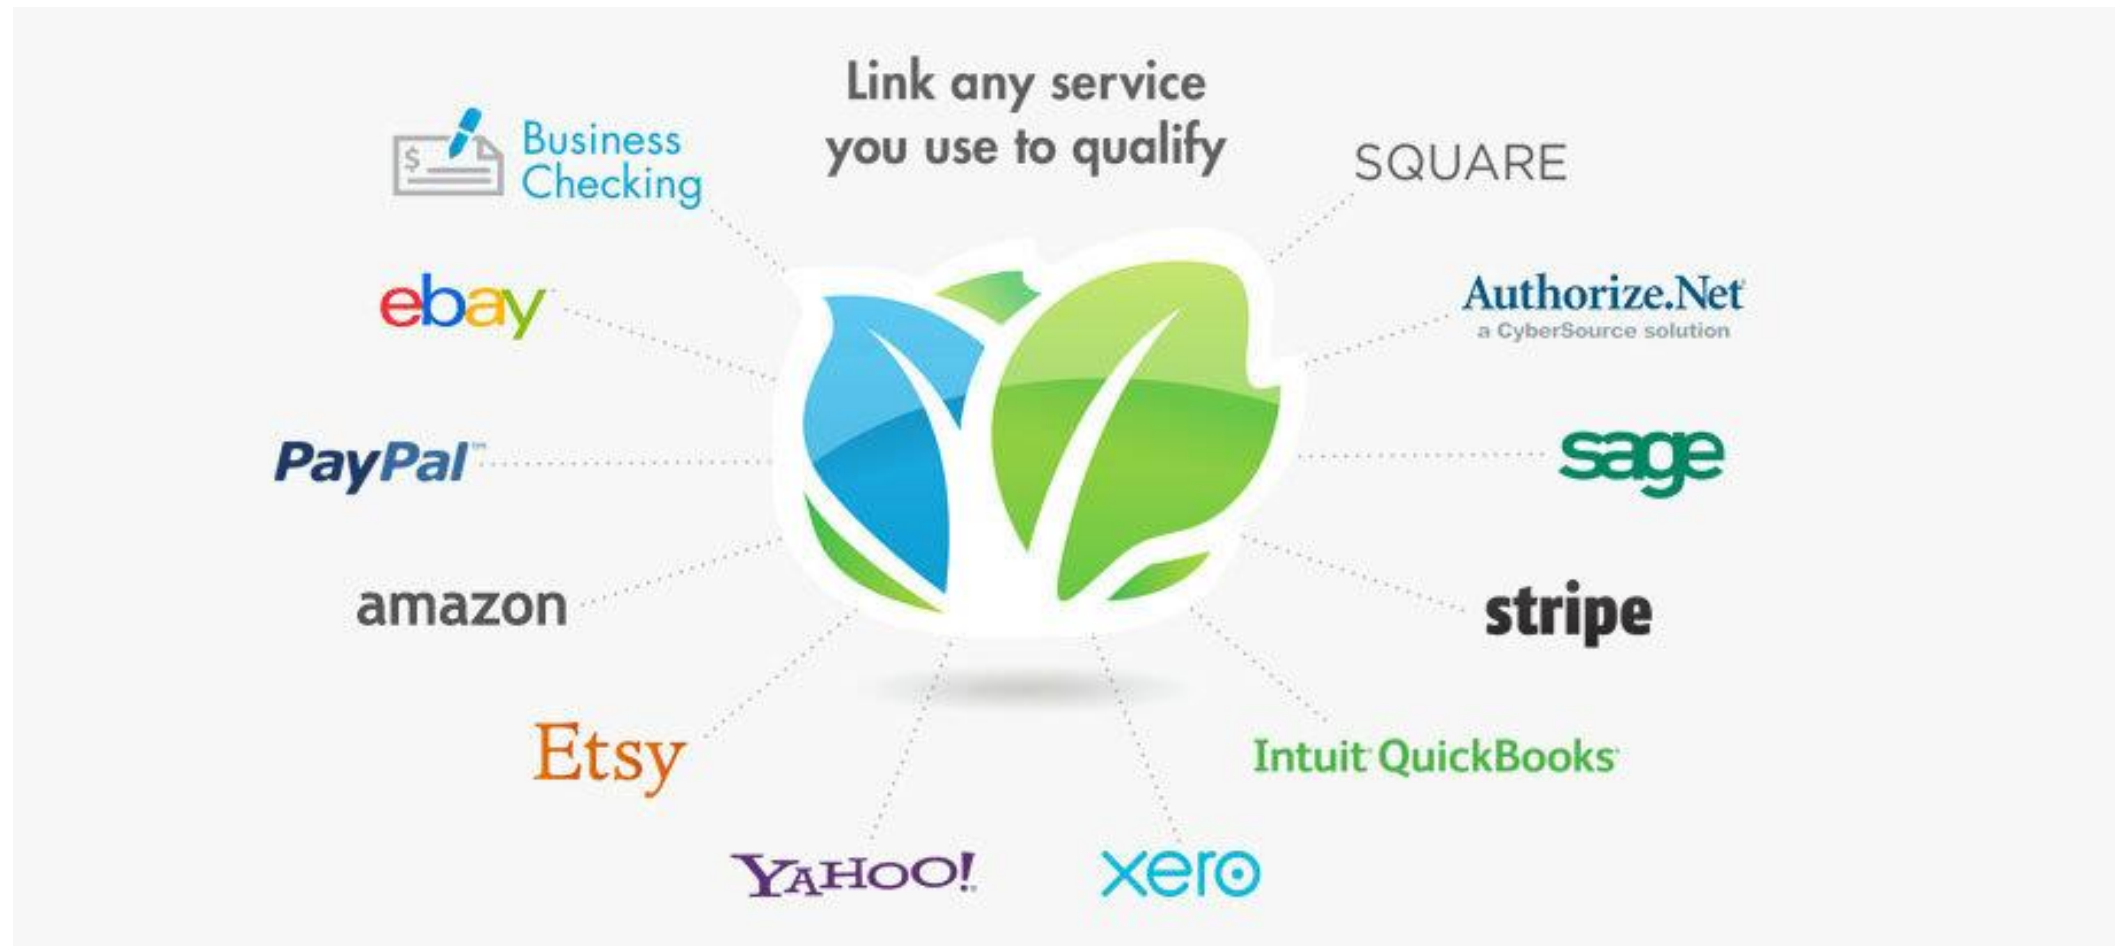 Link any service
you use to qualify
Business
Checking
$
SQUARE
ebay
Authorize.Net
a CyberSource solution
PayPal™
sage
amazon
stripe
Etsy
Intuit QuickBooks
YAHOO!
xero